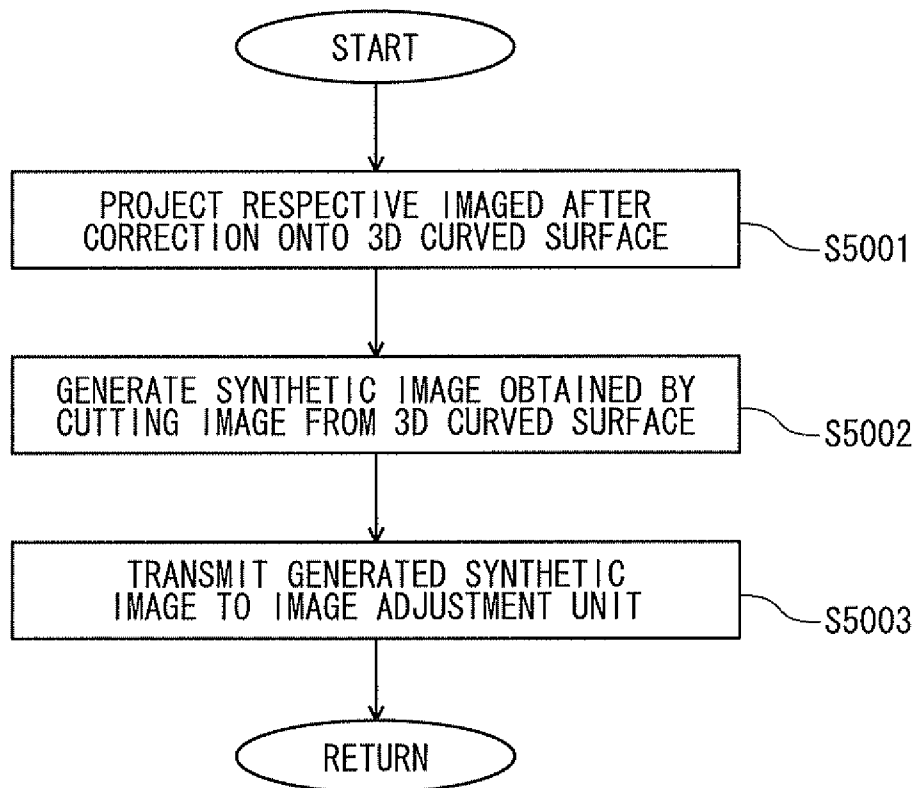 START
PROJECT RESPECTIVE IMAGED AFTER
CORRECTION ONTO 3D CURVED SURFACE
S5001
GENERATE SYNTHETIC IMAGE OBTAINED BY
CUTTING IMAGE FROM 3D CURVED SURFACE
S5002
TRANSMIT GENERATED SYNTHETIC
IMAGE TO IMAGE ADJUSTMENT UNIT
S5003
RETURN